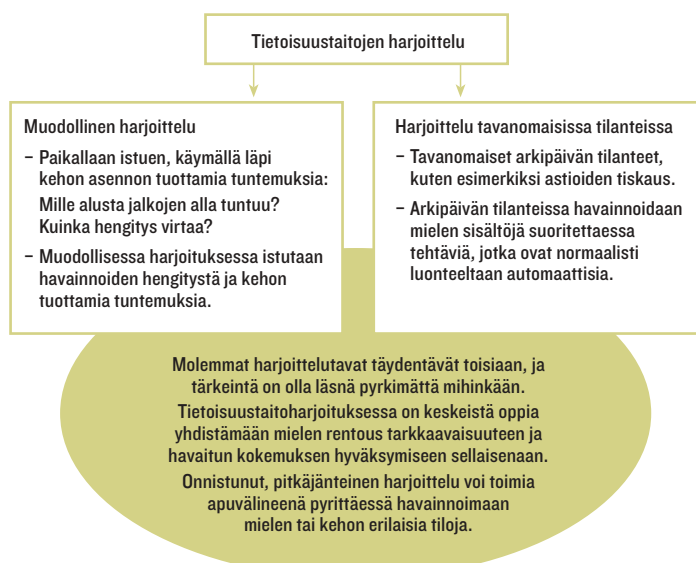 Tietoisuustaitojen harjoittelu
Muodollinen harjoittelu
– Paikallaan istuen, käymällä läpi
kehon asennon tuottamia tuntemuksia:
Mille alusta jalkojen alla tuntuu?
Kuinka hengitys virtaa?
– Muodollisessa harjoituksessa istutaan
havainnoiden hengitystä ja kehon
tuottamia tuntemuksia.
Harjoittelu tavanomaisissa tilanteissa
– Tavanomaiset arkipäivän tilanteet,
kuten esimerkiksi astioiden tiskaus.
– Arkipäivän tilanteissa havainnoidaan
mielen sisältöjä suoritettaessa
tehtäviä, jotka ovat normaalisti
luonteeltaan automaattisia.
Molemmat harjoittelutavat täydentävät toisiaan, ja
tärkeintä on olla läsnä pyrkimättä mihinkään.
Tietoisuustaitoharjoituksessa on keskeistä oppia
yhdistämään mielen rentous tarkkaavaisuuteen ja
havaitun kokemuksen hyväksymiseen sellaisenaan.
Onnistunut, pitkäjänteinen harjoittelu voi toimia
apuvälineenä pyrittäessä havainnoimaan
mielen tai kehon erilaisia tiloja.